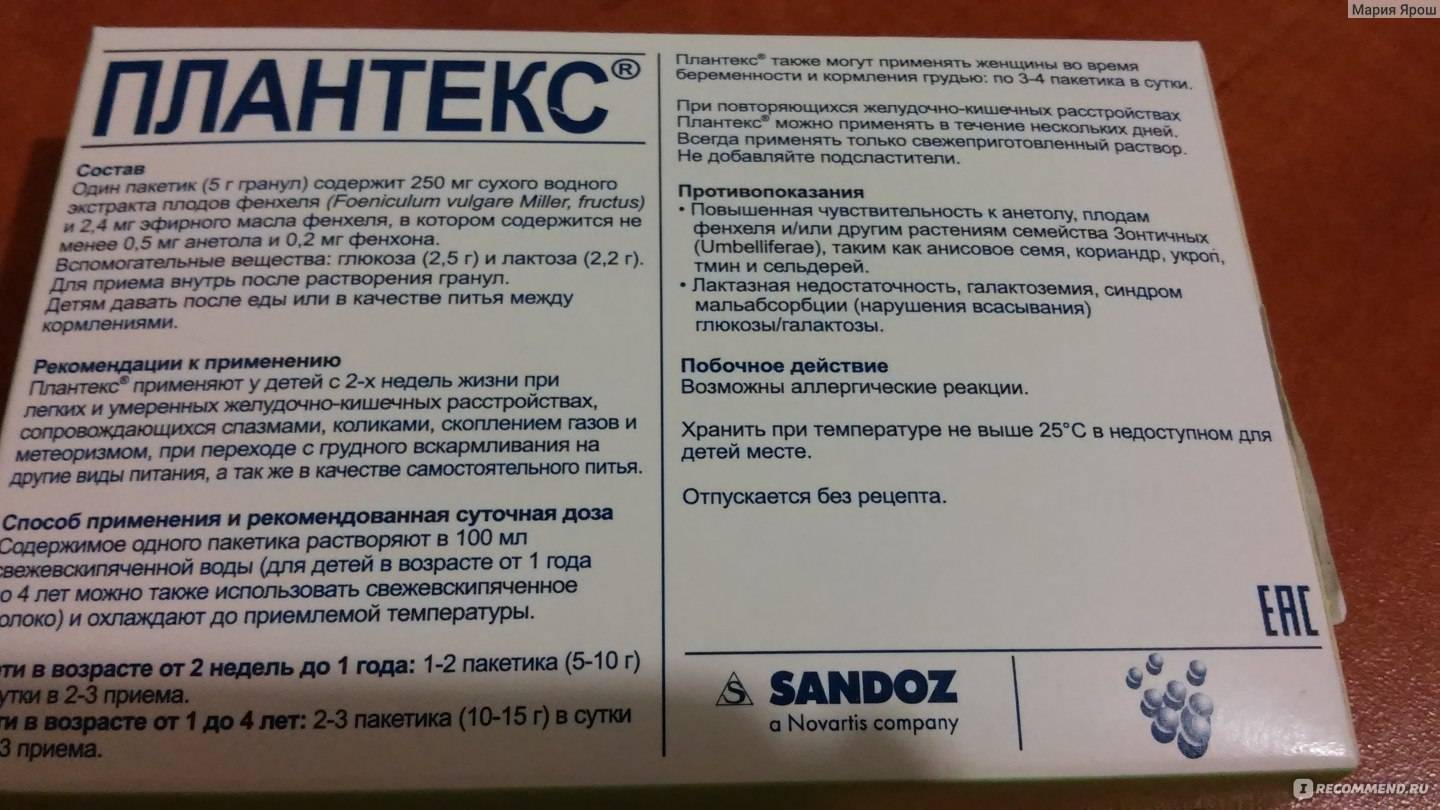 Мария Ярош
ПЛАНТЕКС®
Состав
Один пакетик (5 г гранул) содержит 250 мг сухого водного
экстракта плодов фенхеля (Foeniculum vulgare Miller, fructus)
и 2,4 мг эфирного масла фенхеля, в котором содержится не
менее 0,5 мг анетола и 0,2 мг фенхона.
Вспомогательные вещества: глюкоза (2,5 г) и лактоза (2,2 г).
Для приема внутрь после растворения гранул.
Детям давать после еды или в качестве питья между
кормлениями.
Рекомендации к применению
Плантекс® применяют у детей с 2-х недель жизни при
легких и умеренных желудочно-кишечных расстройствах,
сопровождающихся спазмами, коликами, скоплением газов и
метеоризмом, при переходе с грудного вскармливания на
другие виды питания, а так же в качестве самостоятельного питья.
Способ применения и рекомендованная суточная доза
Содержимое одного пакетика растворяют в 100 мл
свежевскипяченной воды (для детей в возрасте от 1 года
о 4 лет можно также использовать свежевскипяченное
олоко) и охлаждают до приемлемой температуры.
ти в возрасте от 2 недель до 1 года: 1-2 пакетика (5-10 г)
утки в 2-3 приема.
ти в возрасте от 1 до 4 лет: 2-3 пакетика (10-15 г) в сутки
3 приема.
Плантекс® также могут применять женщины во время
беременности и кормления грудью: по 3-4 пакетика в сутки.
При повторяющихся желудочно-кишечных расстройствах
Плантекс® можно применять в течение нескольких дней.
Всегда применять только свежеприготовленный раствор.
Не добавляйте подсластители.
Противопоказания
• Повышенная чувствительность к анетолу, плодам
фенхеля и/или другим растениям семейства Зонтичных
(Umbelliferae), таким как анисовое семя, кориандр, укроп,
тмин и сельдерей.
• Лактазная недостаточность, галактоземия, синдром
мальабсорбции (нарушения всасывания)
глюкозы/галактозы.
Побочное действие
Возможны аллергические реакции.
Хранить при температуре не выше 25°C в недоступном для
детей месте.
Отпускается без рецепта.
EAC
S SANDOZ
a Novartis company
IRECOMMEND.RU